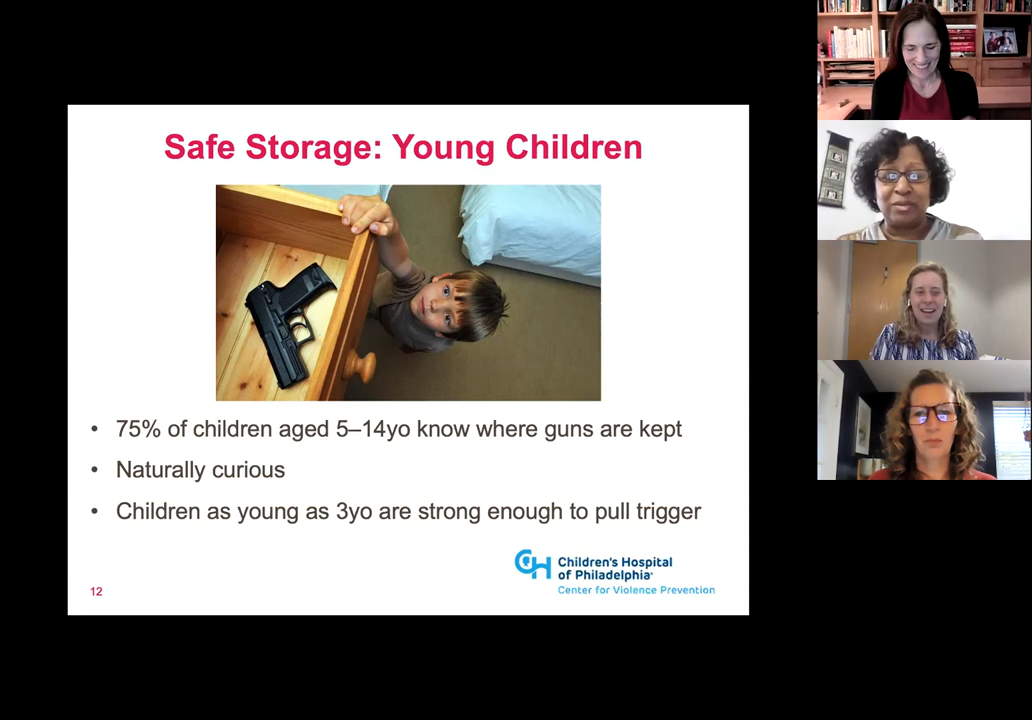 Safe Storage: Young Children
• 75% of children aged 5–14yo know where guns are kept
• Naturally curious
• Children as young as 3yo are strong enough to pull trigger
CH Children's Hospital
of Philadelphia
Center for Violence Prevention
12